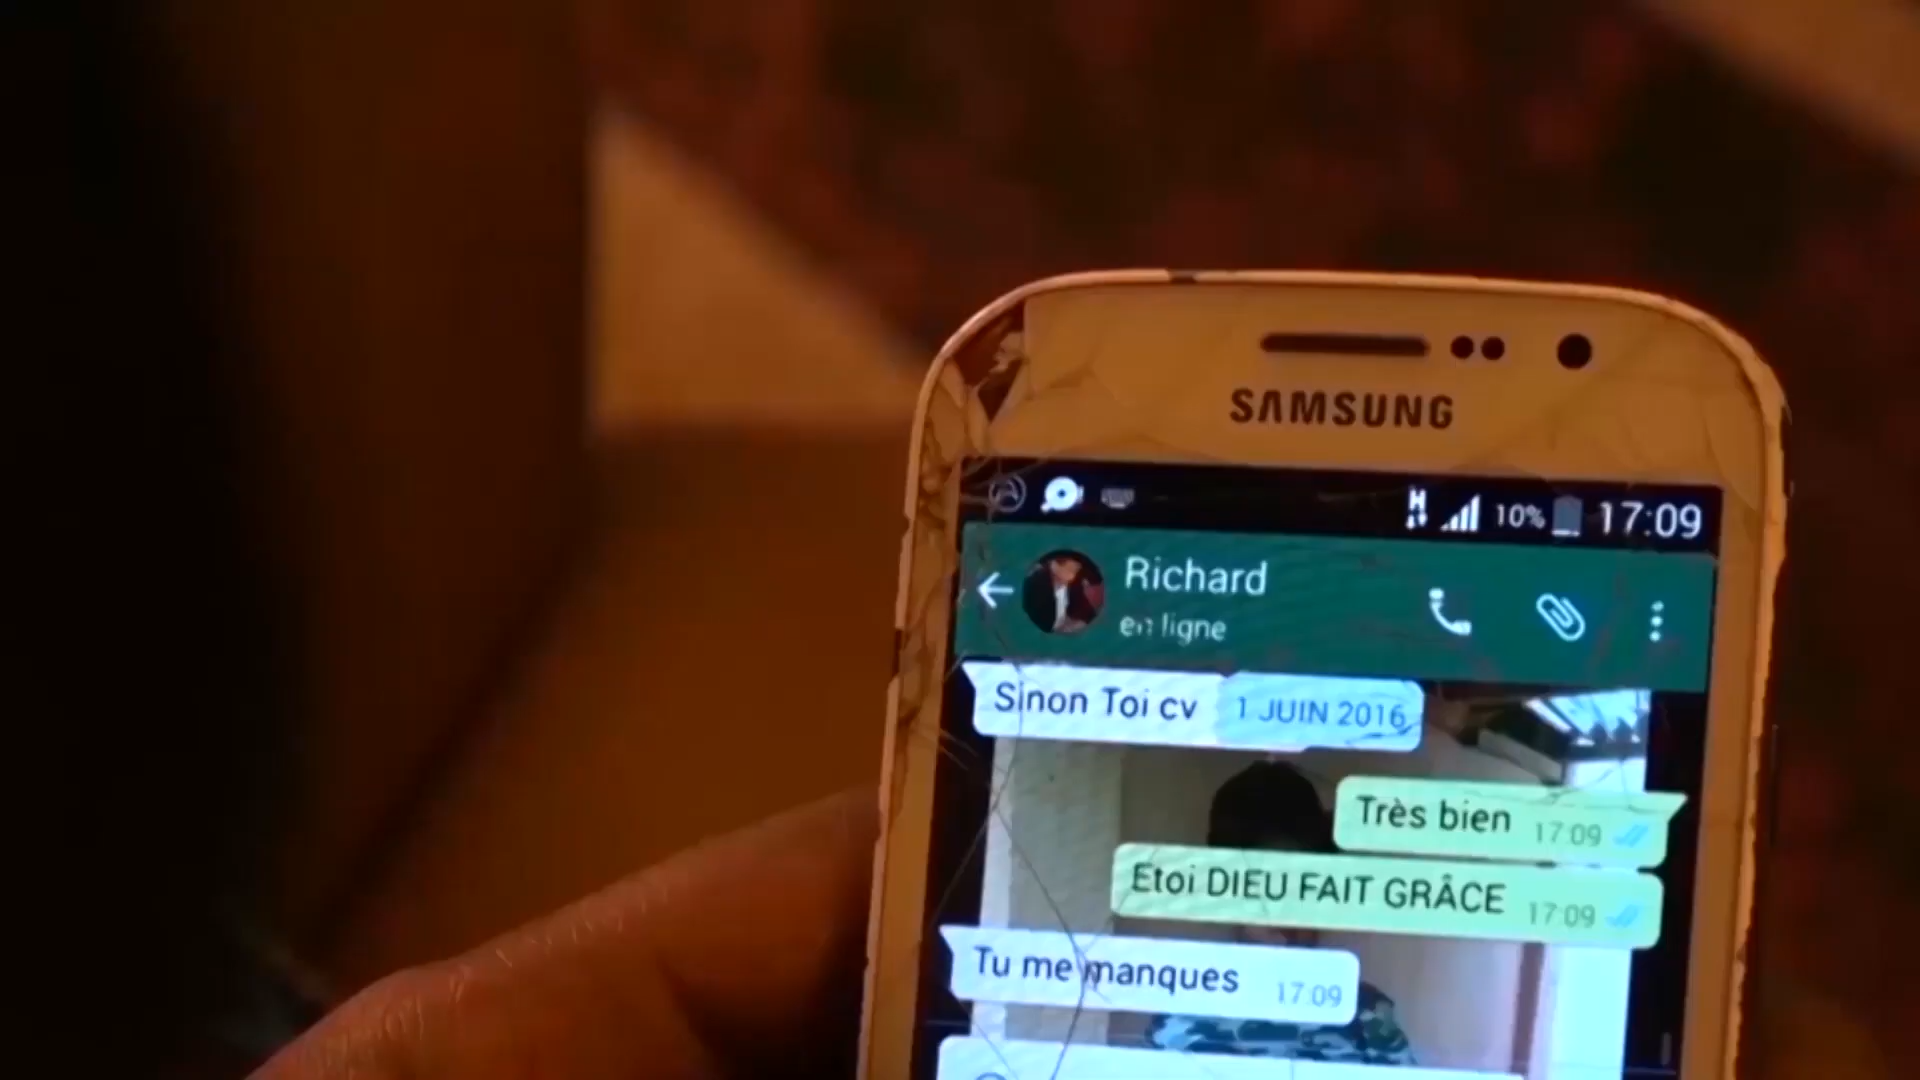 SAMSUNG
10% 17:09
Richard
en ligne
Sinon Toi cv
1 JUIN 2016
Très bien 17:09
Etoi DIEU FAIT GRÂCE 17:09
Tu me manques 17:09